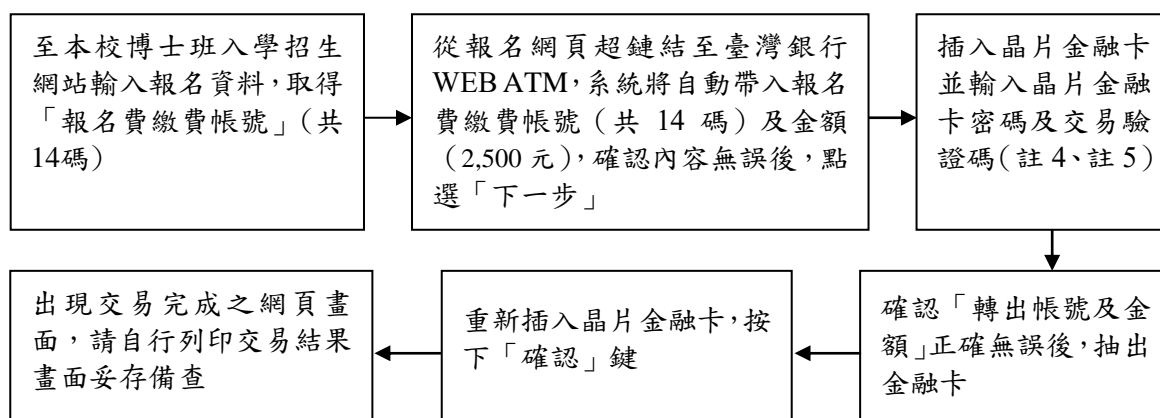 至本校博士班入學招生
網站輸入報名資料,取得
「報名費繳費帳號」(共
14碼)
從報名網頁超鏈結至臺灣銀行
WEB ATM,系統將自動帶入報名
費繳費帳號(共 14 碼)及金額
(2,500 元),確認內容無誤後,點
選「下一步」
插入晶片金融卡
並輸入晶片金融
卡密碼及交易驗
證碼(註 4、註 5)
確認「轉出帳號及金
額」正確無誤後,抽出
金融卡
重新插入晶片金融卡,按
下「確認」鍵
出現交易完成之網頁畫
面,請自行列印交易結果
畫面妥存備查